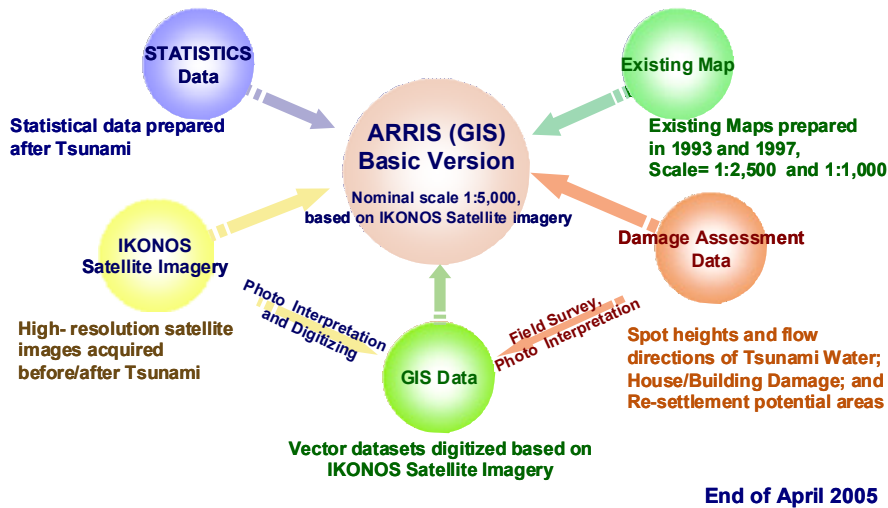 STATISTICS
Data
Statistical data prepared
after Tsunami
Existing Map
Existing Maps prepared
in 1993 and 1997,
Scale= 1:2,500 and 1:1,000
ARRIS (GIS)
Basic Version
Nominal scale 1:5,000,
based on IKONOS Satellite imagery
IKONOS
Satellite Imagery
High- resolution satellite
images acquired
before/after Tsunami
Damage Assessment
Data
Spot heights and flow
directions of Tsunami Water;
House/Building Damage; and
Re-settlement potential areas
Photo Interpretation
and Digitizing
Field Survey,
Photo Interpretation
GIS Data
Vector datasets digitized based on
IKONOS Satellite Imagery
End of April 2005